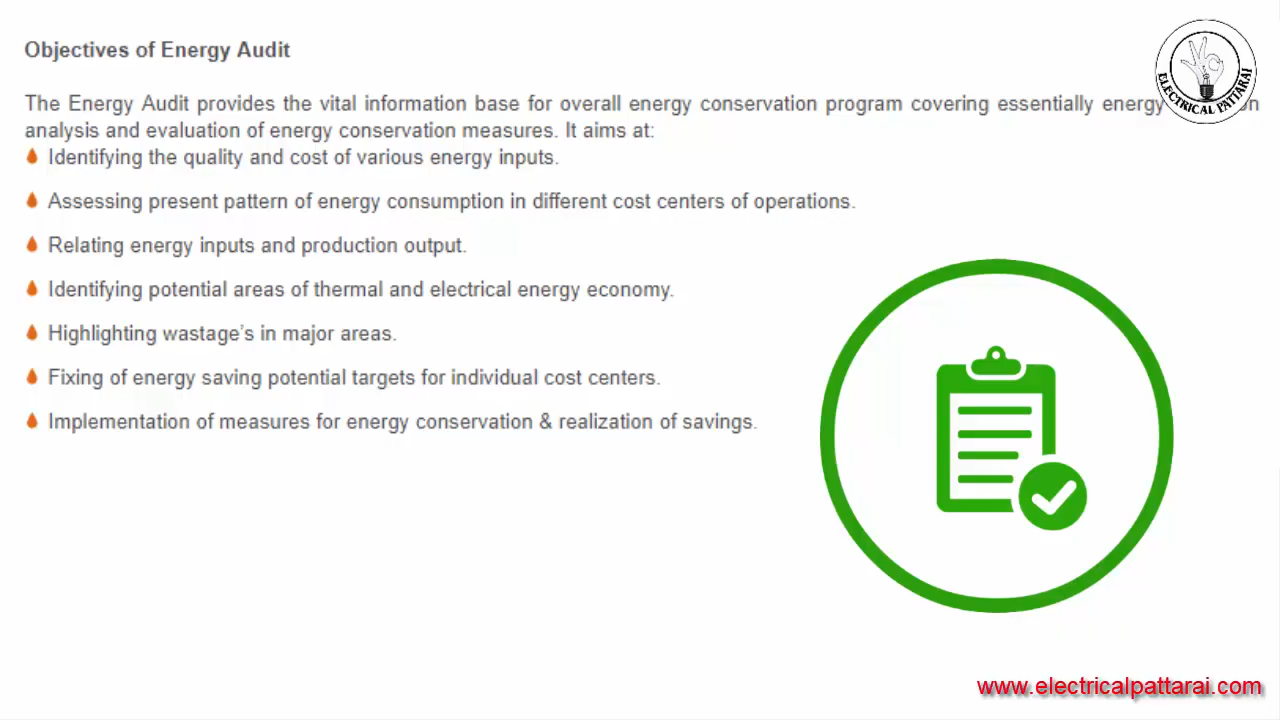 Objectives of Energy Audit
ELECTRICAL PATTARAI
The Energy Audit provides the vital information base for overall energy conservation program covering essentially energy
analysis and evaluation of energy conservation measures. It aims at:
Identifying the quality and cost of various energy inputs.
Assessing present pattern of energy consumption in different cost centers of operations.
Relating energy inputs and production output.
Identifying potential areas of thermal and electrical energy economy.
Highlighting wastage's in major areas.
Fixing of energy saving potential targets for individual cost centers.
Implementation of measures for energy conservation & realization of savings.
www.electricalpattarai.com